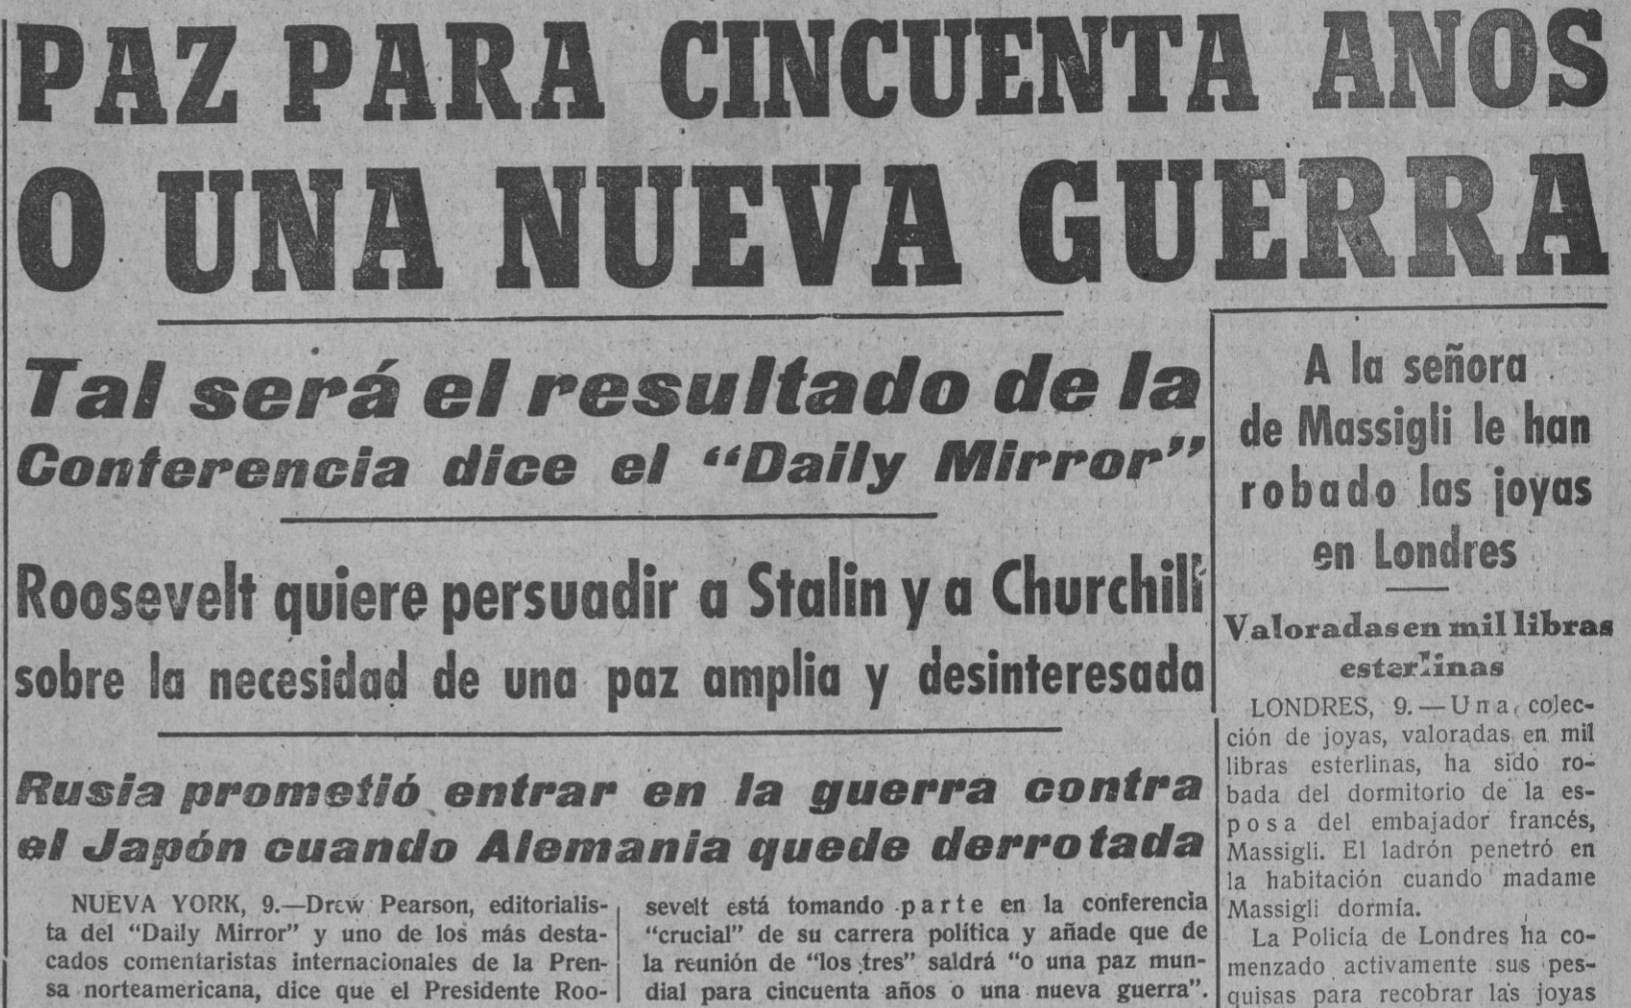 PAZ PARA CINCUENTA AÑOS
O UNA NUEVA GUERRA
Tal será el resultado de la
Conferencia dice el “Daily Mirror”
Roosevelt quiere persuadir a Stalin y a Churchill
sobre la necesidad de una paz amplia y desinteresada
Rusia prometió entrar en la guerra contra
el Japón cuando Alemania quede derrotada
NUEVA YORK, 9.—Drew Pearson, editorialis-
ta del “Daily Mirror” y uno de los más desta-
cados comentaristas internacionales de la Pren-
sa norteamericana, dice que el Presidente Roo-
sevelt está tomando parte en la conferencia
“crucial” de su carrera política y añade que de
la reunión de “los tres” saldrá “o una paz mun-
dial para cincuenta años o una nueva guerra”.
A la señora
de Massigli le han
robado las joyas
en Londres
Valoradas en mil libras
esterlinas
LONDRES, 9.—Una colec-
ción de joyas, valoradas en mil
libras esterlinas, ha sido ro-
bada del dormitorio de la es-
posa del embajador francés,
Massigli. El ladrón penetró en
la habitación cuando madame
Massigli dormía.
La Policía de Londres ha co-
menzado activamente sus pes-
quisas para recobrar las joyas